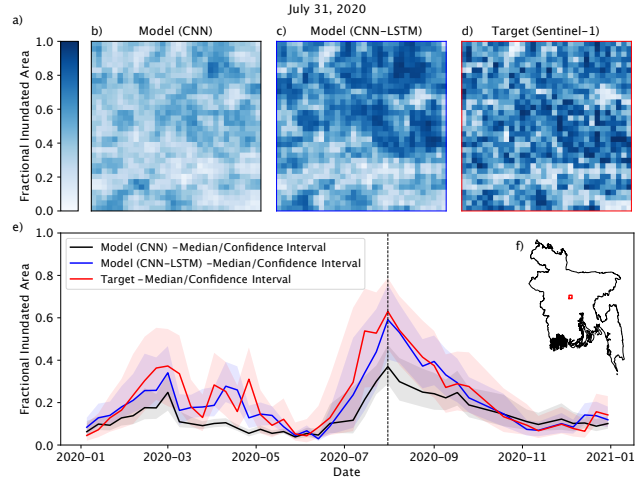 July 31, 2020
a)
b) Model (CNN)
c) Model (CNN-LSTM)
d) Target (Sentinel-1)
Fractional Inundated Area
1.0
0.8
0.6
0.4
0.2
0.0
e)
Fractional Inundated Area
1.0
0.8
0.6
0.4
0.2
0.0
Model (CNN) –Median/Confidence Interval
Model (CNN-LSTM) –Median/Confidence Interval
Target –Median/Confidence Interval
f)
2020-01 2020-03 2020-05 2020-07 2020-09 2020-11 2021-01
Date